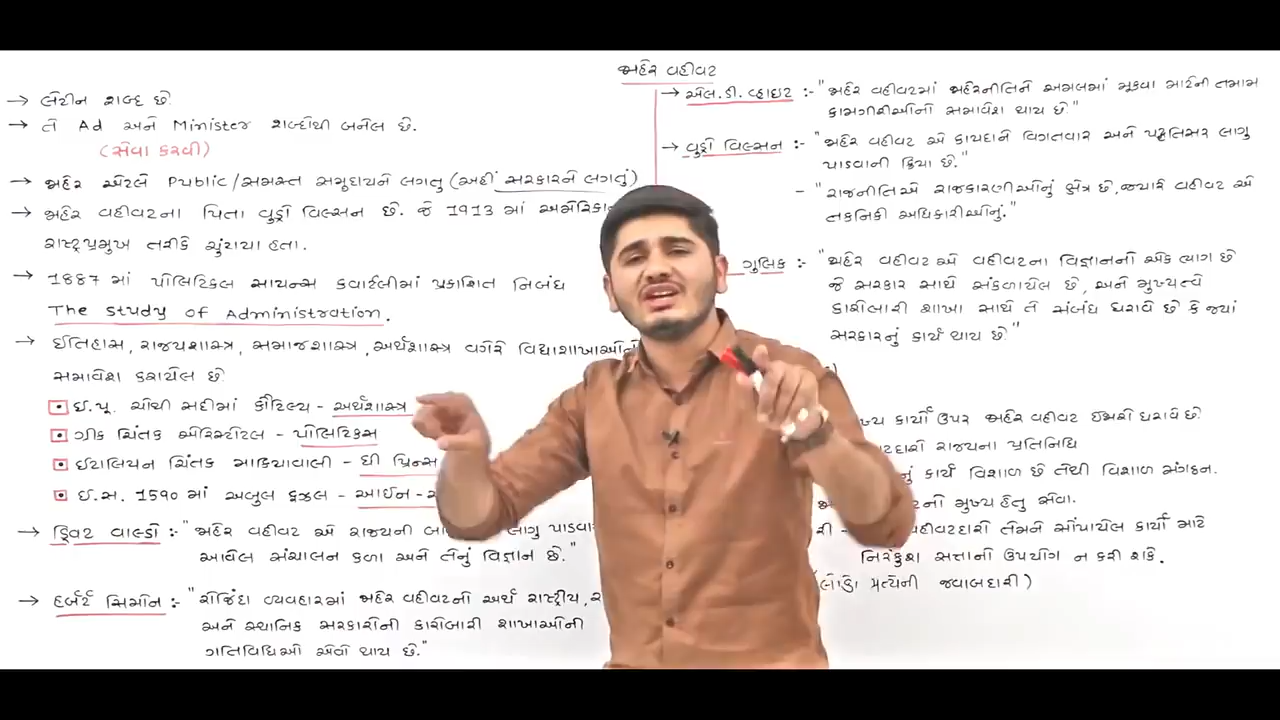 જાહેર વહીવટ
→ લેટીન શબ્દ છે
→ તે Ad અને Minister શબ્દોથી બનેલ છે.
(સેવા કરવી)
→ જાહેર એટલે Public/સમસ્ત સમુદાયને લગતુ (અહીં સરકારને લગતું)
→ જાહેર વહીવટના પિતા વુડ્રો વિલ્સન છે. જે 1913 માં અમેરિકા
રાષ્ટ્રપ્રમુખ તરીકે ચુંટાયા હતા.
→ 1887 માં પોલિટિકલ સાયન્સ ક્વાર્ટલીમાં પ્રકાશિત નિબંધ
The Study of Administration.
→ ઈતિહાસ, રાજ્યશાસ્ત્ર, સમાજશાસ્ત્ર, અર્થશાસ્ત્ર વગેરે વિદ્યાશાખાઓનો
સમાવેશ કરાયેલ છે
ઈ.પૂ. ચોથી સદીમાં કૌટિલ્ય - અર્થશાસ્ત્ર
ગ્રીક ચિંતક એરિસ્ટોટલ - પોલિટિક્સ
ઈટાલિયન ચિંતક માકિયાવાલી - ધી પ્રિન્સ
ઈ.સ. 1590 માં અબુલ ફઝલ - આઈન -
→ ડ્વિટ વાલ્ડો :- "જાહેર વહીવટ એ રાજ્યની લાગુ પાડવા
આવેલ સંચાલન કળા અને તેનું વિજ્ઞાન છે."
→ હર્બર્ટ સિમોન :- "રોજિંદા વ્યવહારમાં જાહેર વહીવટનો અર્થ રાષ્ટ્રીય,
અને સ્થાનિક સરકારોની કારોબારી શાખાઓની
ગતિવિધિઓ એવો થાય છે."
→ એલ.ડી. વ્હાઇટ :- "જાહેર વહીવટમાં જાહેરનીતિને અમલમાં મૂકવા માટેની તમામ
કામગીરીઓનો સમાવેશ થાય છે"
→ વુડ્રો વિલ્સન :- "જાહેર વહીવટ એ કાયદાને વિગતવાર અને પદ્ધતિસર લાગુ
પાડવાની ક્રિયા છે."
- "રાજનીતિએ રાજકારણીઓનું ક્ષેત્ર છે, જ્યારે વહીવટ એ
તકનિકી અધિકારીઓનું."
ગુલિક :- "જાહેર વહીવટ એ વહીવટના વિજ્ઞાનનો એક ભાગ છે
જે સરકાર સાથે સંકળાયેલ છે, અને મુખ્યત્વે
કારોબારી શાખા સાથે તે સંબંધ ધરાવે છે કે જ્યાં
સરકારનું કાર્ય થાય છે"
કાર્યો ઉપર જાહેર વહીવટ ઈજારો ધરાવે છે.
રાજ્યના પ્રતિનિધિ
કાર્ય વિશાળ છે તેથી વિશાળ સંગઠન.
મુખ્ય હેતુ સેવા.
તેમને સોંપાયેલ કાર્યો માટે
નિરંકુશ સત્તાનો ઉપયોગ ન કરી શકે.
(લોકો પ્રત્યેની જવાબદારી)